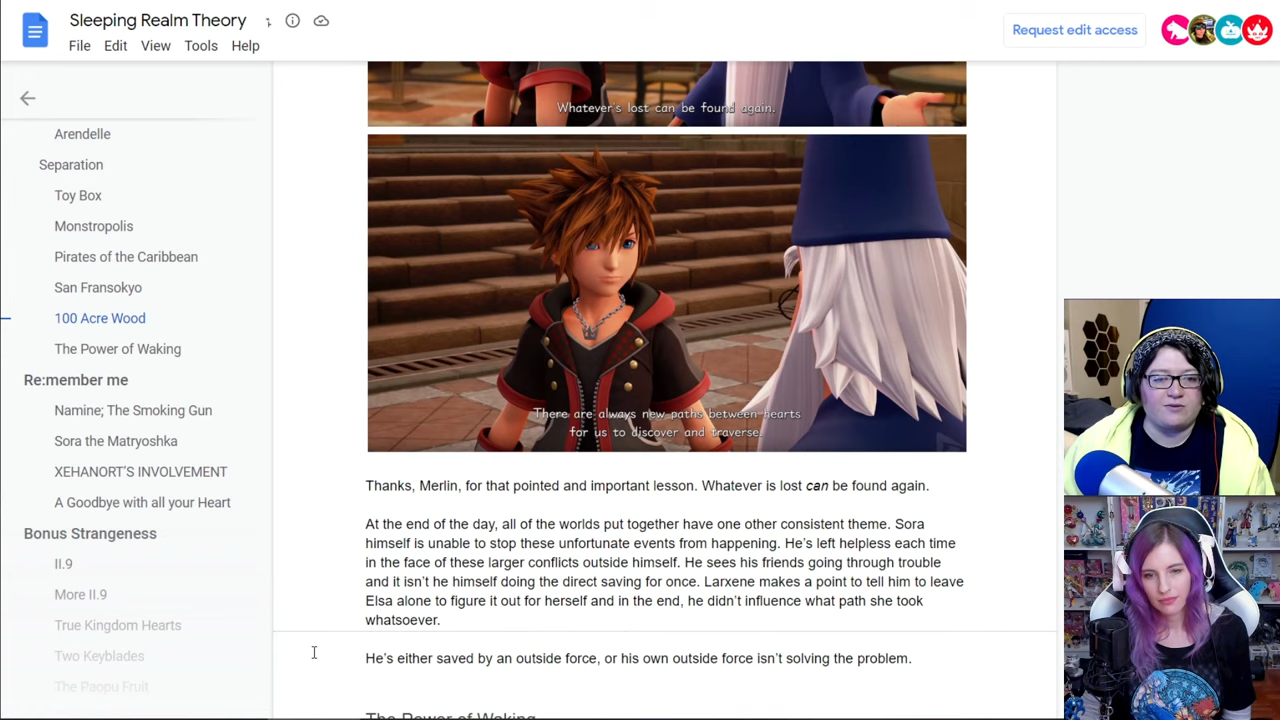 Sleeping Realm Theory
File Edit View Tools Help
Request edit access
Arendelle
Separation
Toy Box
Monstropolis
Pirates of the Caribbean
San Fransokyo
100 Acre Wood
The Power of Waking
Re:member me
Namine; The Smoking Gun
Sora the Matryoshka
XEHANORT'S INVOLVEMENT
A Goodbye with all your Heart
Bonus Strangeness
II.9
More II.9
True Kingdom Hearts
Two Keyblades
The Paopu Fruit
Whatever's lost can be found again.
There are always new paths between hearts
for us to discover and traverse.
Thanks, Merlin, for that pointed and important lesson. Whatever is lost can be found again.
At the end of the day, all of the worlds put together have one other consistent theme. Sora
himself is unable to stop these unfortunate events from happening. He's left helpless each time
in the face of these larger conflicts outside himself. He sees his friends going through trouble
and it isn't he himself doing the direct saving for once. Larxene makes a point to tell him to leave
Elsa alone to figure it out for herself and in the end, he didn't influence what path she took
whatsoever.
He's either saved by an outside force, or his own outside force isn't solving the problem.
The Power of Waking